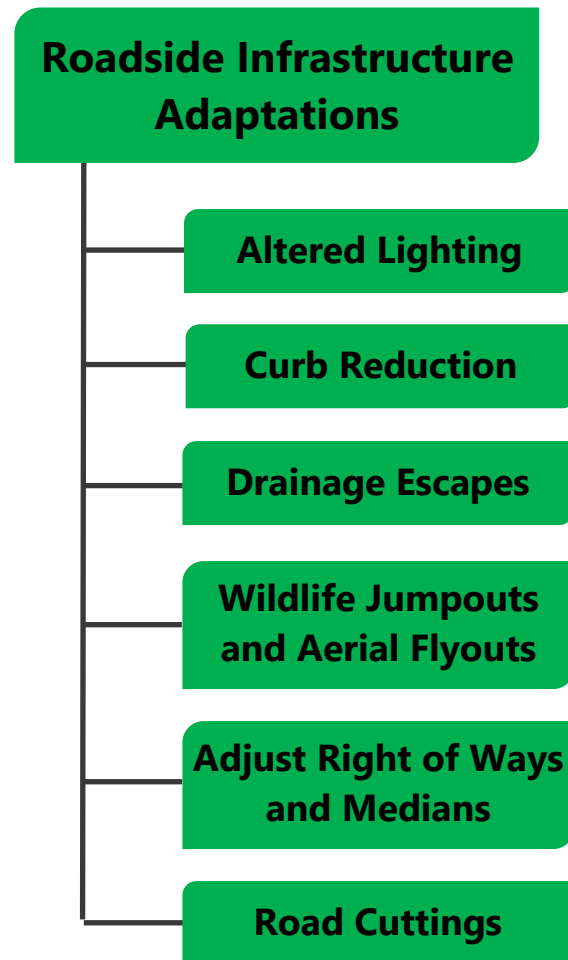 Roadside Infrastructure
Adaptations
Altered Lighting
Curb Reduction
Drainage Escapes
Wildlife Jumpouts
and Aerial Flyouts
Adjust Right of Ways
and Medians
Road Cuttings